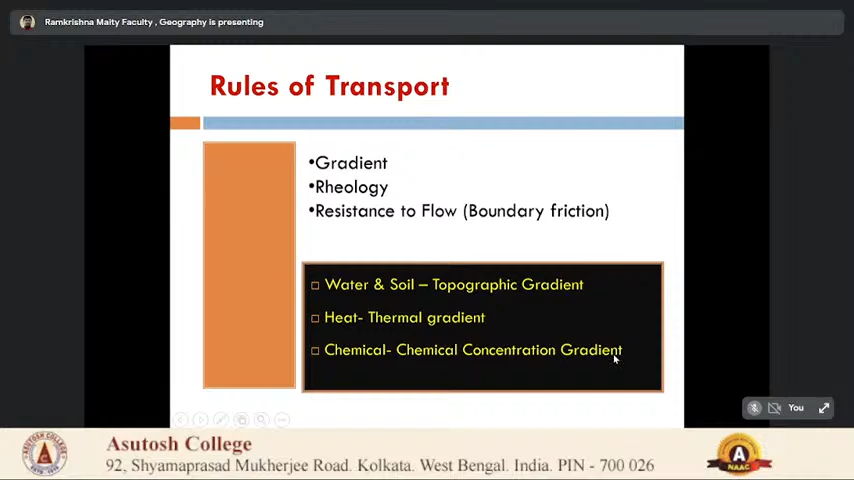 Ramkrishna Maity Faculty , Geography is presenting
Rules of Transport
•Gradient
•Rheology
•Resistance to Flow (Boundary friction)
Water & Soil – Topographic Gradient
Heat- Thermal gradient
Chemical- Chemical Concentration Gradient
You
Asutosh College
92, Shyamaprasad Mukherjee Road. Kolkata. West Bengal. India. PIN - 700 026
A
NAAC